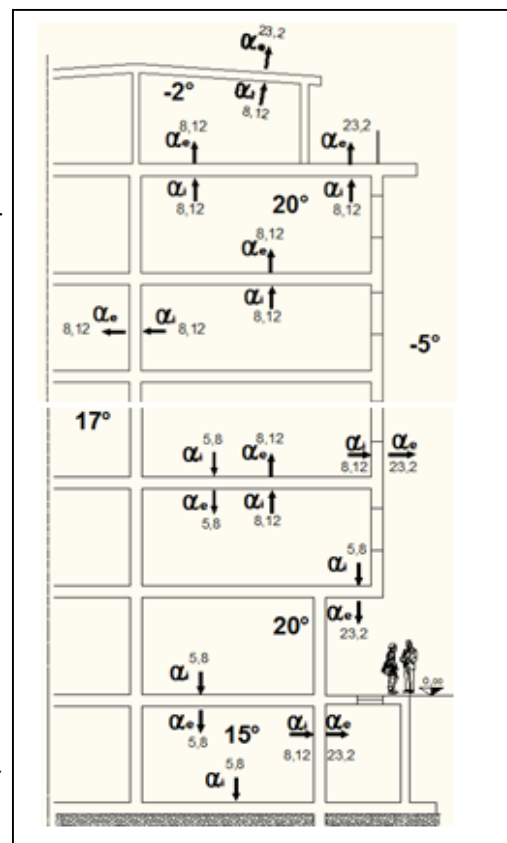 αe 23,2
-2° αi 8,12
αe 8,12 αe 23,2
αi 8,12 20° αi 8,12
αe 8,12
αi 8,12
αe 8,12 αi 8,12
-5°
17°
αi 5,8 αe 8,12 αi 8,12 αe 23,2
αe 5,8 αi 8,12
αi 5,8
20° αe 23,2
αi 5,8
0,00
αe 5,8 15° αi 8,12 αe 23,2
αi 5,8